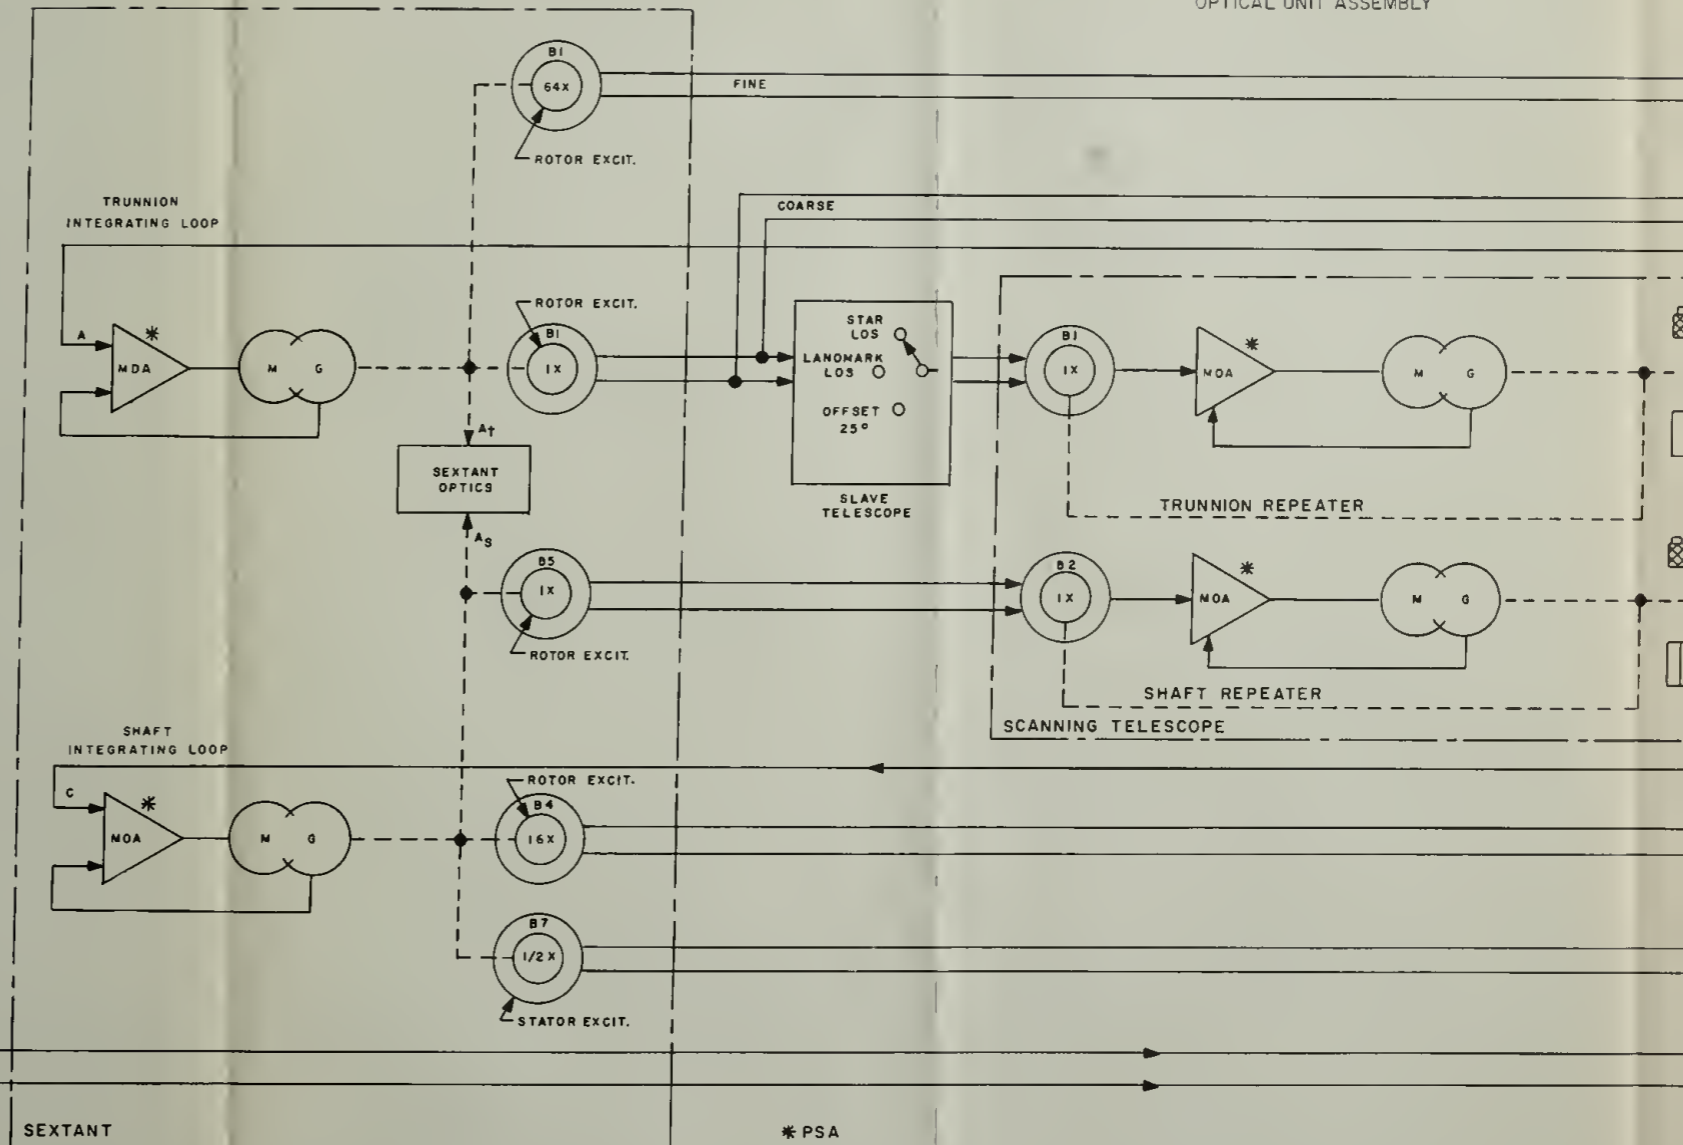 OPTICAL UNIT ASSEMBLY
B1
64X
FINE
ROTOR EXCIT.
TRUNNION
INTEGRATING LOOP
COARSE
A
MDA
*
M G
ROTOR EXCIT.
B1
1X
STAR
LOS
LANDMARK
LOS
OFFSET
25°
SLAVE
TELESCOPE
B1
1X
MDA
*
M G
TRUNNION REPEATER
At
SEXTANT
OPTICS
As
B5
1X
ROTOR EXCIT.
B2
1X
MDA
*
M G
SHAFT REPEATER
SCANNING TELESCOPE
SHAFT
INTEGRATING LOOP
C
MDA
*
M G
ROTOR EXCIT.
B4
16X
B7
1/2X
STATOR EXCIT.
SEXTANT
* PSA